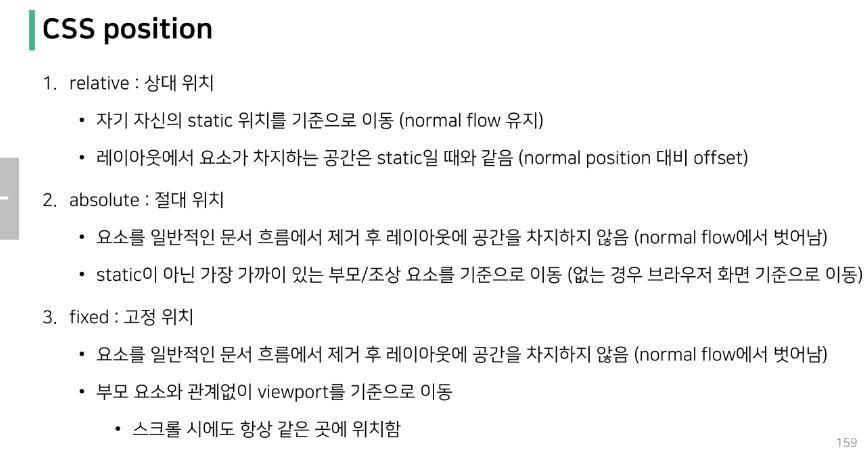 CSS position
1. relative : 상대 위치
• 자기 자신의 static 위치를 기준으로 이동 (normal flow 유지)
• 레이아웃에서 요소가 차지하는 공간은 static일 때와 같음 (normal position 대비 offset)
2. absolute : 절대 위치
• 요소를 일반적인 문서 흐름에서 제거 후 레이아웃에 공간을 차지하지 않음 (normal flow에서 벗어남)
• static이 아닌 가장 가까이 있는 부모/조상 요소를 기준으로 이동 (없는 경우 브라우저 화면 기준으로 이동)
3. fixed : 고정 위치
• 요소를 일반적인 문서 흐름에서 제거 후 레이아웃에 공간을 차지하지 않음 (normal flow에서 벗어남)
• 부모 요소와 관계없이 viewport를 기준으로 이동
• 스크롤 시에도 항상 같은 곳에 위치함
159